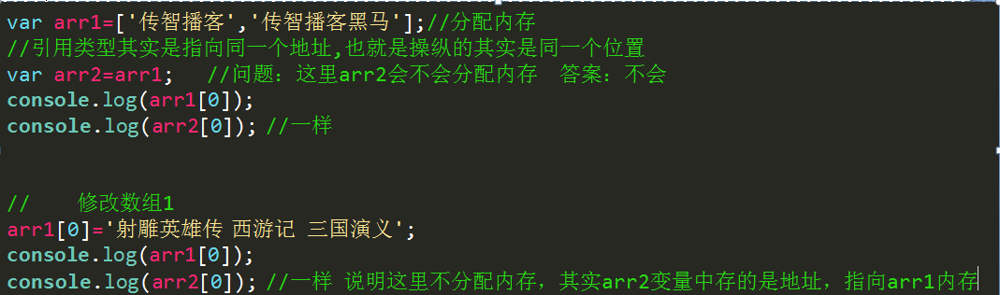 var arr1=['传智播客','传智播客黑马'];//分配内存
//引用类型其实是指向同一个地址,也就是操纵的其实是同一个位置
var arr2=arr1;   //问题：这里arr2会不会分配内存  答案：不会
console.log(arr1[0]);
console.log(arr2[0]); //一样
//    修改数组1
arr1[0]='射雕英雄传 西游记 三国演义';
console.log(arr1[0]);
console.log(arr2[0]); //一样 说明这里不分配内存，其实arr2变量中存的是地址，指向arr1内存